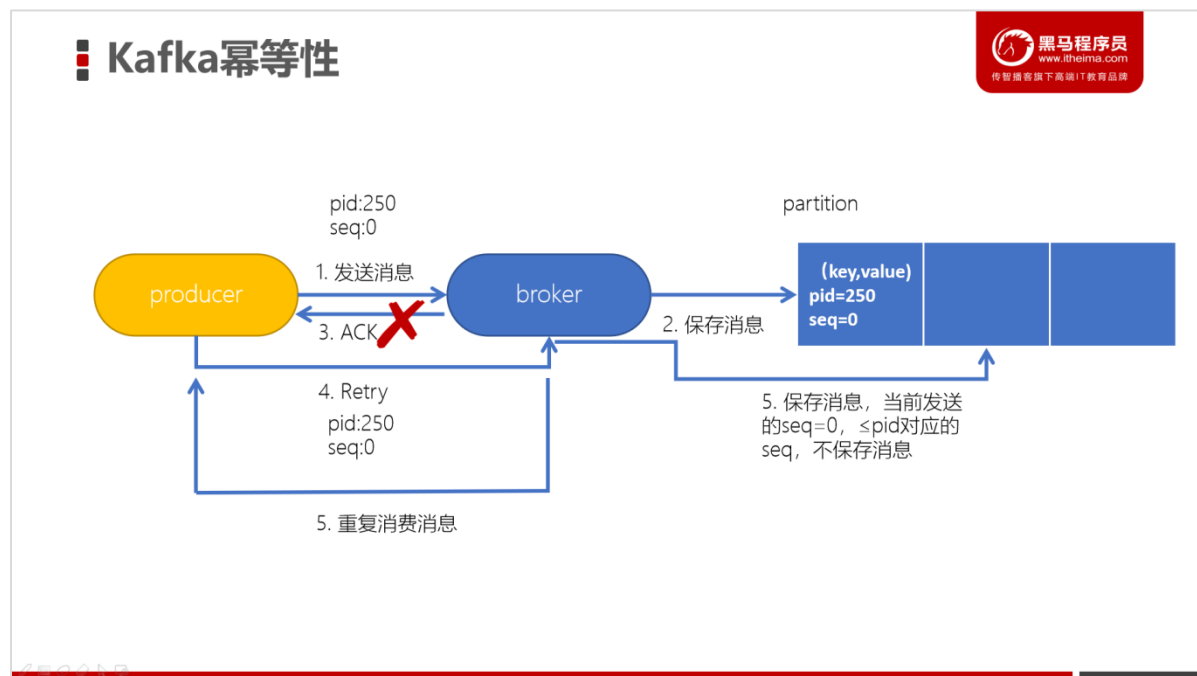 Kafka幂等性
黑马程序员
www.itheima.com
传智播客旗下高端IT教育品牌
pid:250
seq:0
partition
1. 发送消息
producer
broker
(key,value)
pid=250
seq=0
3. ACK
2. 保存消息
4. Retry
pid:250
seq:0
5. 保存消息，当前发送
的seq=0，≤pid对应的
seq，不保存消息
5. 重复消费消息